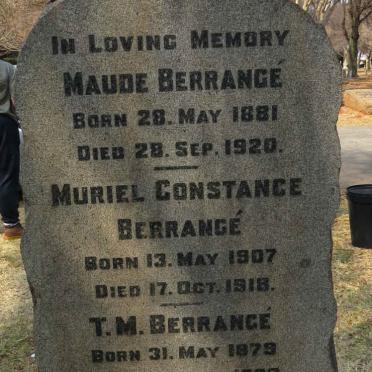 In Loving Memory
Maude Berrangé
Born 28. May 1881
Died 28. Sep. 1920.
Muriel Constance
Berrangé
Born 13. May 1907
Died 17. Oct. 1918.
T.M. Berrangé
Born 31. May 1879